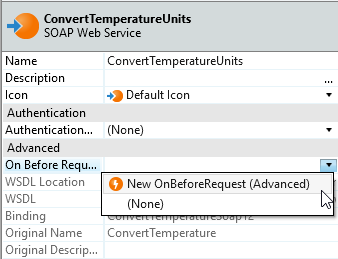 ConvertTemperatureUnits
SOAP Web Service
Name ConvertTemperatureUnits
Description ...
Icon Default Icon
Authentication
Authentication... (None)
Advanced
On Before Requ...
WSDL Location
New OnBeforeRequest (Advanced)
WSDL
(None)
Binding ConvertTemperatureSoap12
Original Name ConvertTemperature
Original Descrip...